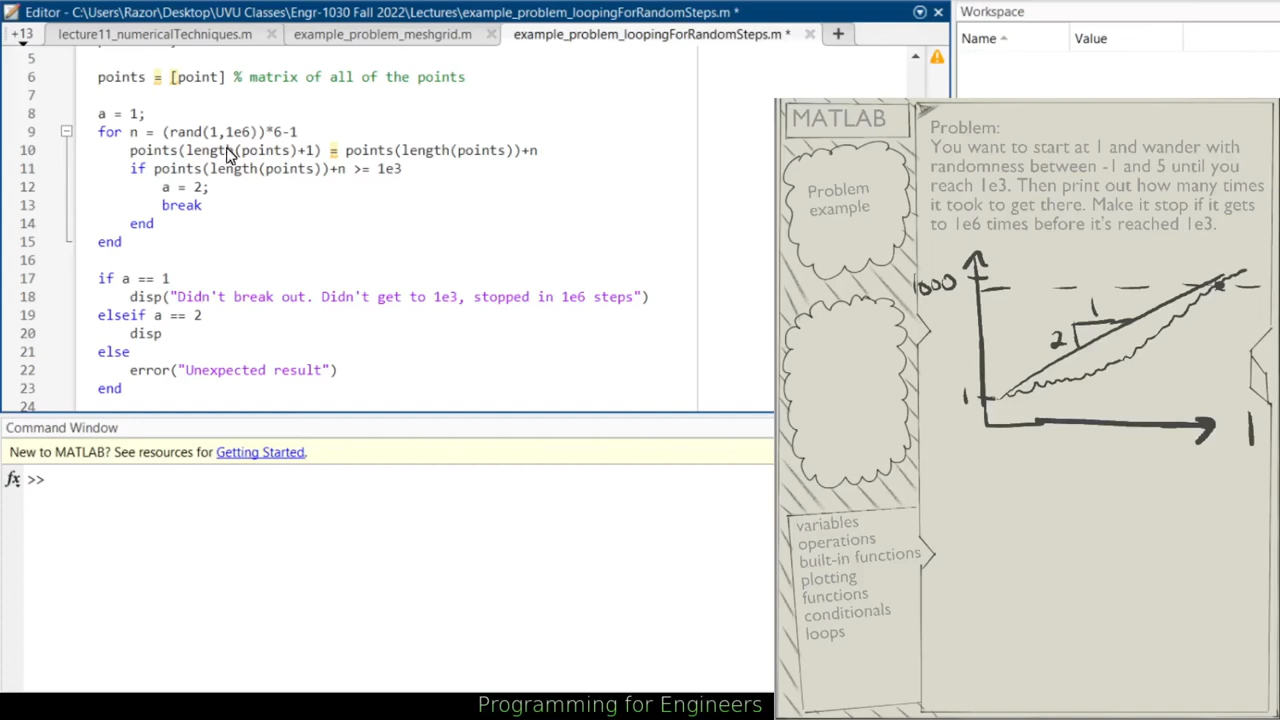 Editor - C:\Users\Razor\Desktop\UVU Classes\Engr-1030 Fall 2022\Lectures\example_problem_loopingForRandomSteps.m *
+13 lecture11_numericalTechniques.m example_problem_meshgrid.m example_problem_loopingForRandomSteps.m *
5
6 points = [point] % matrix of all of the points
7
8 a = 1;
9 for n = (rand(1,1e6))*6-1
10 points(length(points)+1) = points(length(points))+n
11 if points(length(points))+n >= 1e3
12 a = 2;
13 break
14 end
15 end
16
17 if a == 1
18 disp("Didn't break out. Didn't get to 1e3, stopped in 1e6 steps")
19 elseif a == 2
20 disp
21 else
22 error("Unexpected result")
23 end
24
Command Window
New to MATLAB? See resources for Getting Started.
fx >>
Workspace
Name Value
MATLAB
Problem
example
variables
operations
built-in functions
plotting
functions
conditionals
loops
Problem:
You want to start at 1 and wander with
randomness between -1 and 5 until you
reach 1e3. Then print out how many times
it took to get there. Make it stop if it gets
to 1e6 times before it's reached 1e3.
1000
1
2
1
1
Programming for Engineers